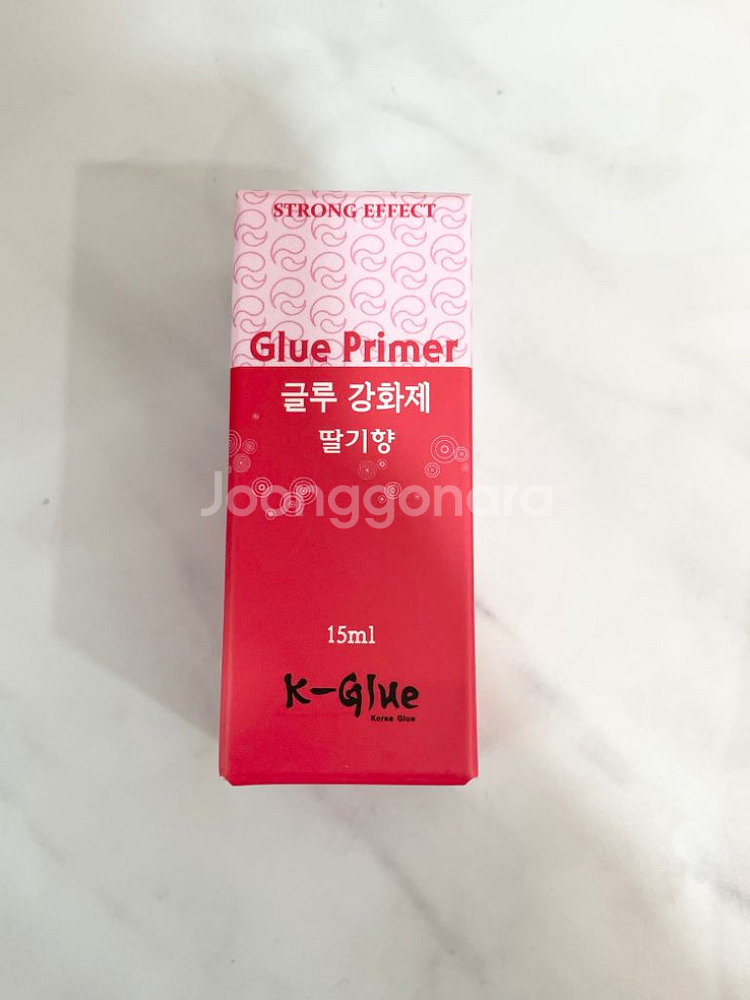 STRONG EFFECT
Glue Primer
글루 강화제
딸기향
Joonggonara
15ml
K-Glue
Korea Glue